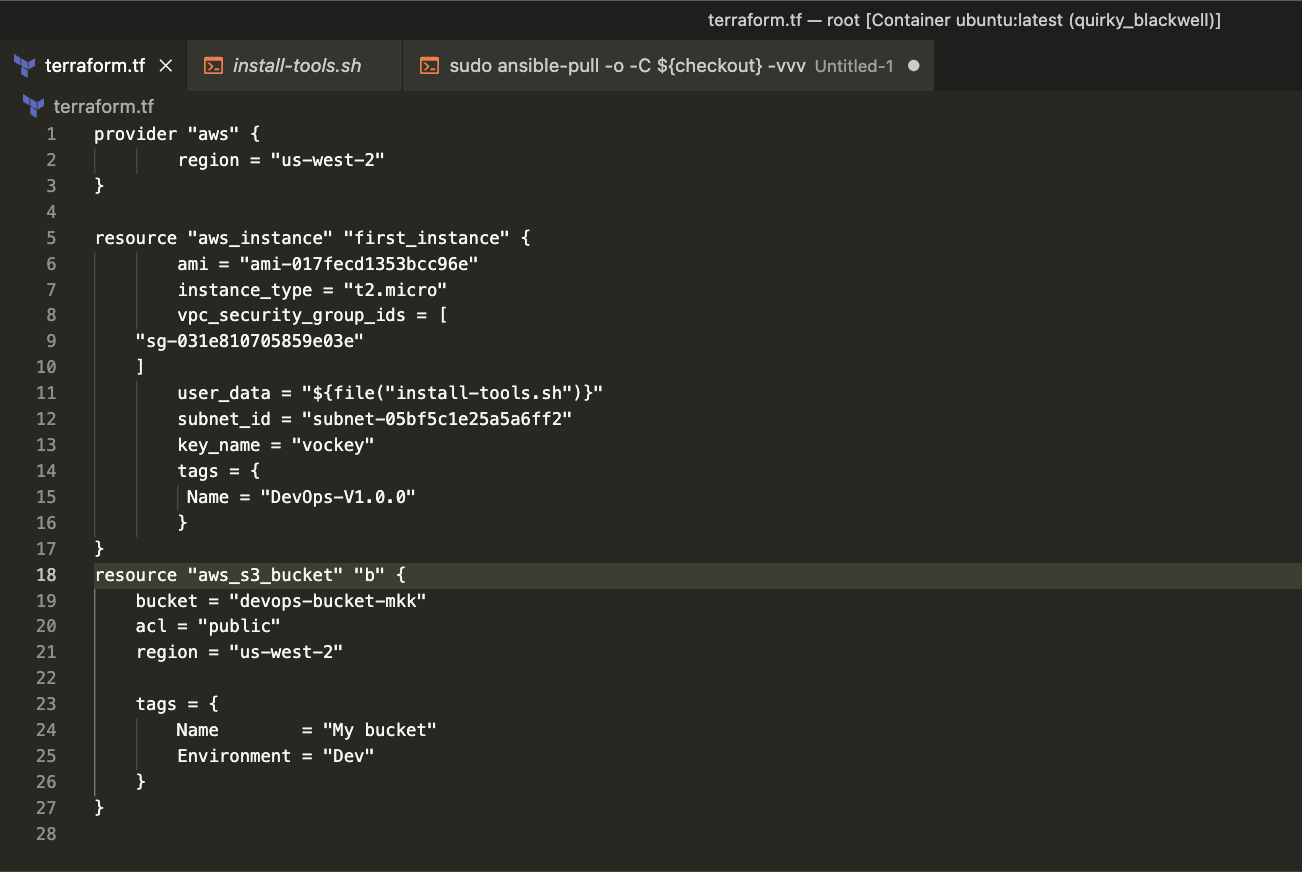 terraform.tf — root [Container ubuntu:latest (quirky_blackwell)]
terraform.tf
install-tools.sh
sudo ansible-pull -o -C ${checkout} -vvv Untitled-1
terraform.tf
1 provider "aws" {
2 region = "us-west-2"
3 }
4
5 resource "aws_instance" "first_instance" {
6 ami = "ami-017fecd1353bcc96e"
7 instance_type = "t2.micro"
8 vpc_security_group_ids = [
9 "sg-031e810705859e03e"
10 ]
11 user_data = "${file("install-tools.sh")}"
12 subnet_id = "subnet-05bf5c1e25a5a6ff2"
13 key_name = "vockey"
14 tags = {
15 Name = "DevOps-V1.0.0"
16 }
17 }
18 resource "aws_s3_bucket" "b" {
19 bucket = "devops-bucket-mkk"
20 acl = "public"
21 region = "us-west-2"
22
23 tags = {
24 Name = "My bucket"
25 Environment = "Dev"
26 }
27 }
28